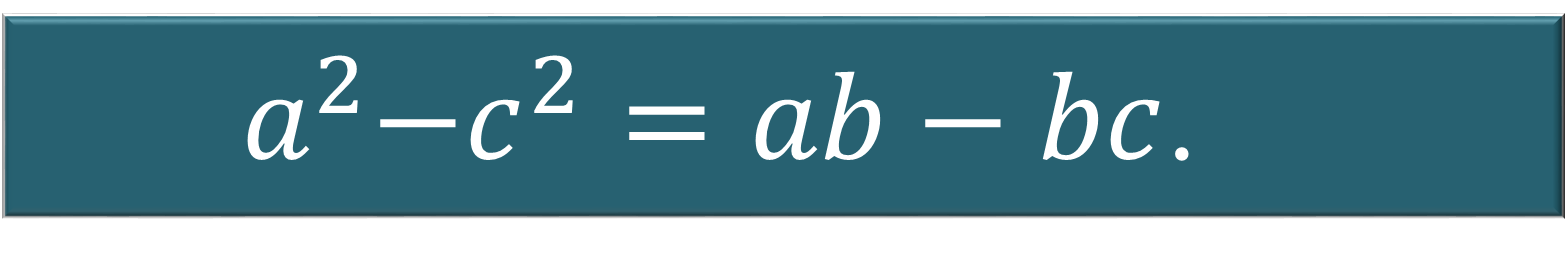 a²−c² = ab − bc.